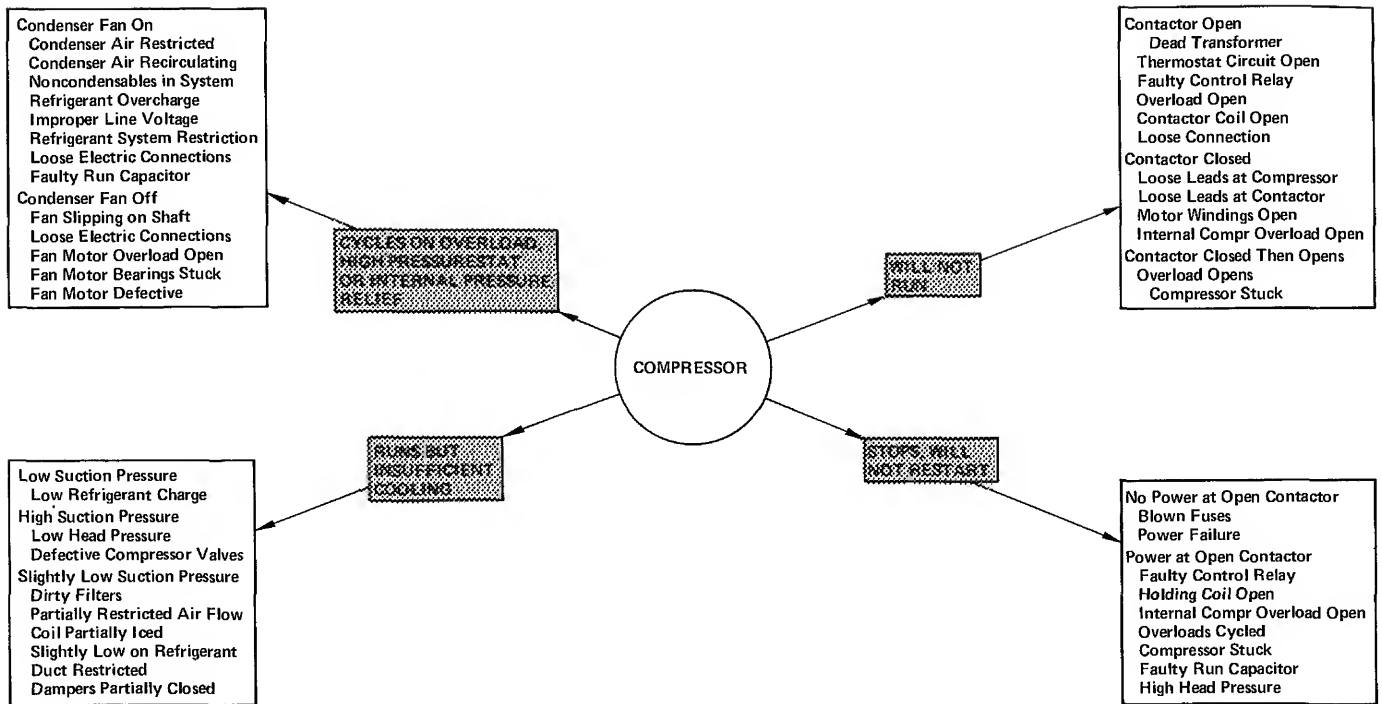 Condenser Fan On
Condenser Air Restricted
Condenser Air Recirculating
Noncondensables in System
Refrigerant Overcharge
Improper Line Voltage
Refrigerant System Restriction
Loose Electric Connections
Faulty Run Capacitor
Condenser Fan Off
Fan Slipping on Shaft
Loose Electric Connections
Fan Motor Overload Open
Fan Motor Bearings Stuck
Fan Motor Defective
CYCLES ON OVERLOAD,
HIGH PRESSURESTAT
OR INTERNAL PRESSURE
RELIEF
Contactor Open
Dead Transformer
Thermostat Circuit Open
Faulty Control Relay
Overload Open
Contactor Coil Open
Loose Connection
Contactor Closed
Loose Leads at Compressor
Loose Leads at Contactor
Motor Windings Open
Internal Compr Overload Open
Contactor Closed Then Opens
Overload Opens
Compressor Stuck
WILL NOT
RUN
COMPRESSOR
RUNS BUT
INSUFFICIENT
COOLING
Low Suction Pressure
Low Refrigerant Charge
High Suction Pressure
Low Head Pressure
Defective Compressor Valves
Slightly Low Suction Pressure
Dirty Filters
Partially Restricted Air Flow
Coil Partially Iced
Slightly Low on Refrigerant
Duct Restricted
Dampers Partially Closed
STOPS, WILL
NOT RESTART
No Power at Open Contactor
Blown Fuses
Power Failure
Power at Open Contactor
Faulty Control Relay
Holding Coil Open
Internal Compr Overload Open
Overloads Cycled
Compressor Stuck
Faulty Run Capacitor
High Head Pressure